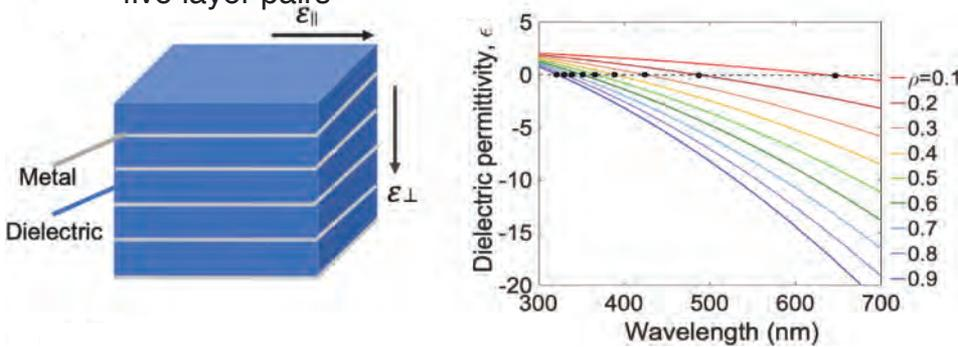 five layer pairs
ε∥
Metal
Dielectric
ε⊥
Dielectric permittivity, ϵ
5
0
-5
-10
-15
-20
300
400
500
600
700
Wavelength (nm)
ρ=0.1
0.2
0.3
0.4
0.5
0.6
0.7
0.8
0.9